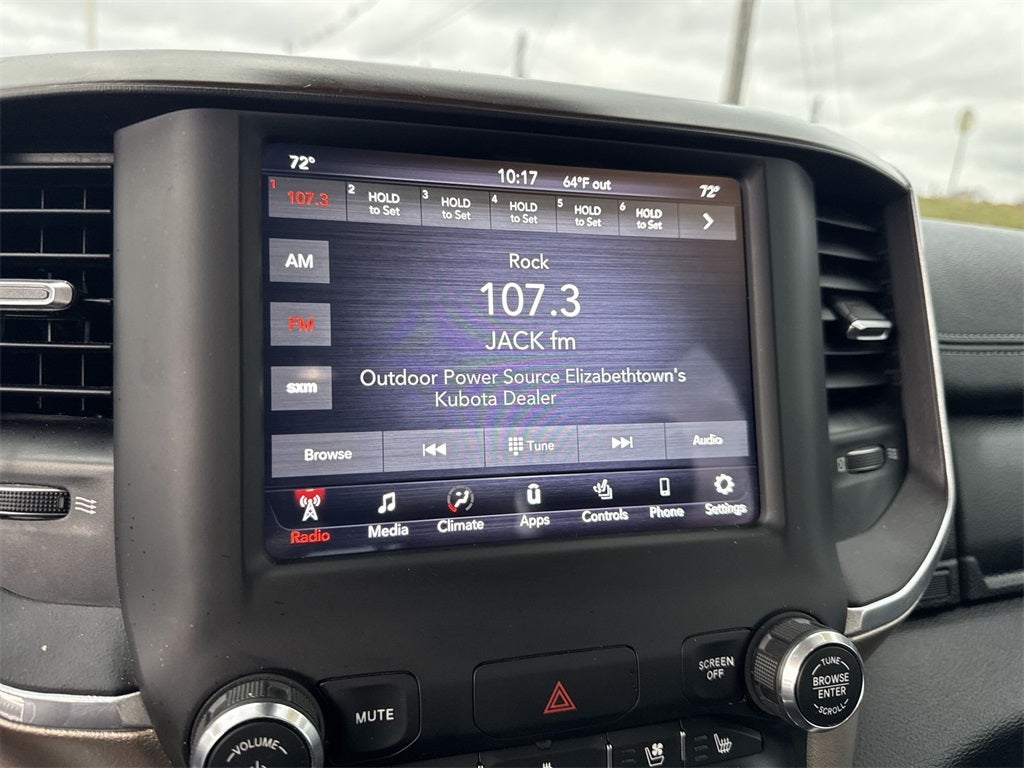 72°
10:17
64°F out
72°
1 107.3
2 HOLD to Set
3 HOLD to Set
4 HOLD to Set
5 HOLD to Set
6 HOLD to Set
AM
FM
sxm
Rock
107.3
JACK fm
Outdoor Power Source Elizabethtown's
Kubota Dealer
Browse
Tune
Audio
Radio
Media
Climate
Apps
Controls
Phone
Settings
MUTE
VOLUME
SCREEN
OFF
TUNE
BROWSE
ENTER
SCROLL